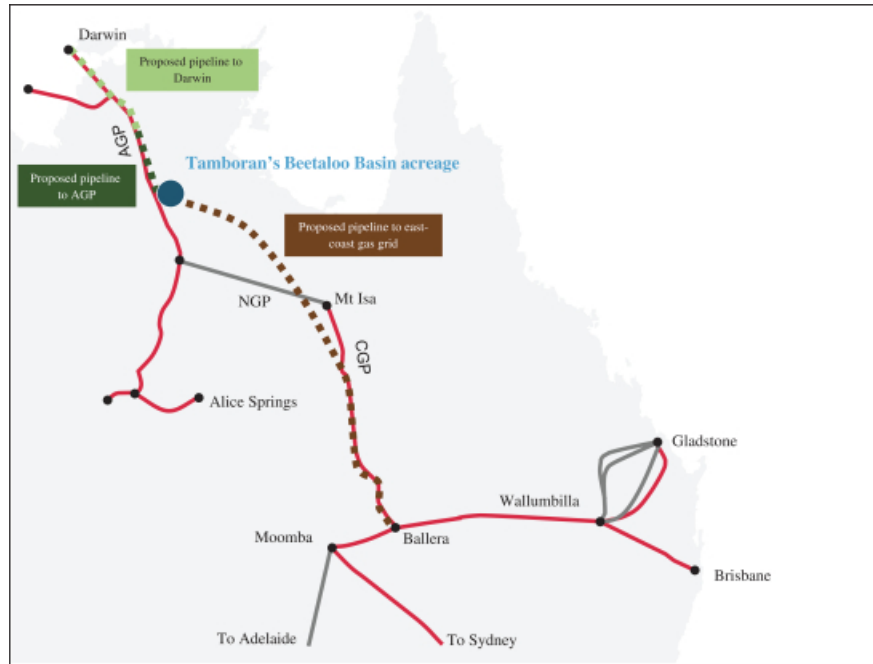 Darwin
Proposed pipeline to
Darwin
AGP
Tamboran's Beetaloo Basin acreage
Proposed pipeline
to AGP
Proposed pipeline to east-
coast gas grid
NGP
Mt Isa
CGP
Alice Springs
Gladstone
Wallumbilla
Moomba
Ballera
Brisbane
To Adelaide
To Sydney